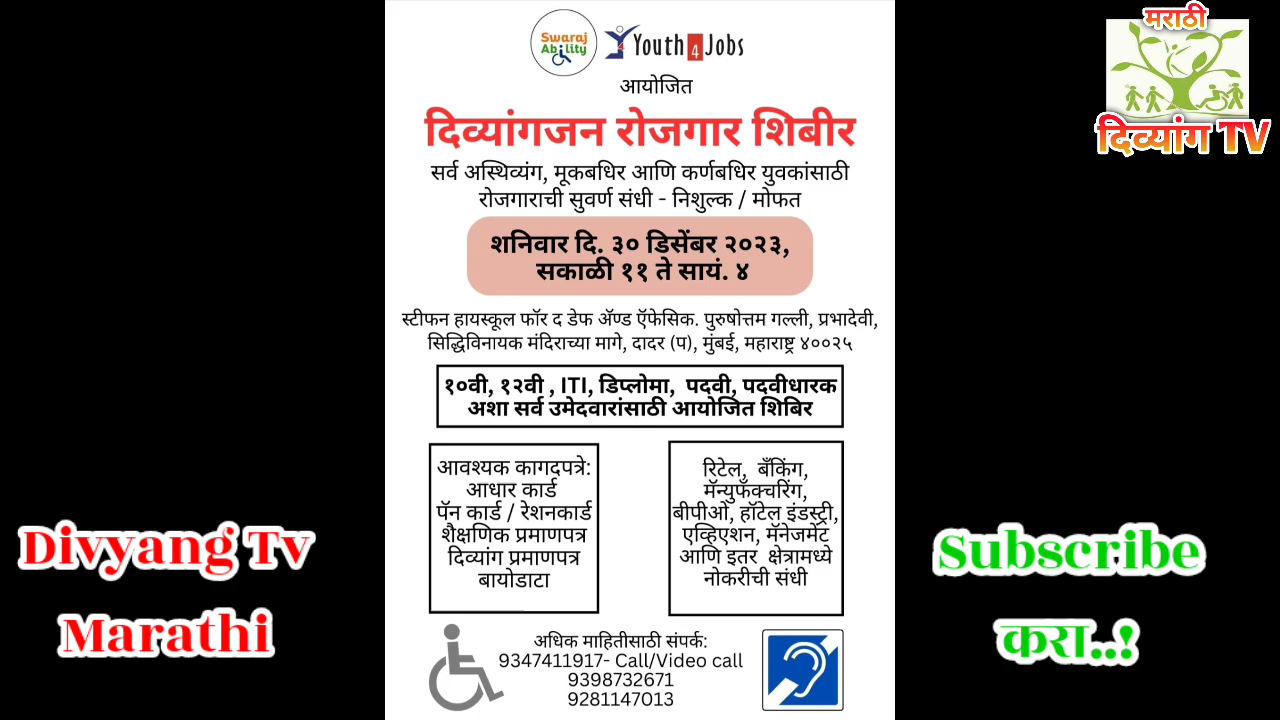 Swaraj
Ability
Youth4Jobs
आयोजित
दिव्यांगजन रोजगार शिबीर
सर्व अस्थिव्यंग, मूकबधिर आणि कर्णबधिर युवकांसाठी
रोजगाराची सुवर्ण संधी - निशुल्क / मोफत
शनिवार दि. ३० डिसेंबर २०२३,
सकाळी ११ ते सायं. ४
स्टीफन हायस्कूल फॉर द डेफ ॲण्ड ऍफेसिक. पुरुषोत्तम गल्ली, प्रभादेवी,
सिद्धिविनायक मंदिराच्या मागे, दादर (प), मुंबई, महाराष्ट्र ४००२५
१०वी, १२वी , ITI, डिप्लोमा, पदवी, पदवीधारक
अशा सर्व उमेदवारांसाठी आयोजित शिबिर
आवश्यक कागदपत्रे:
आधार कार्ड
पॅन कार्ड / रेशनकार्ड
शैक्षणिक प्रमाणपत्र
दिव्यांग प्रमाणपत्र
बायोडाटा
रिटेल, बँकिंग,
मॅन्युफॅक्चरिंग,
बीपीओ, हॉटेल इंडस्ट्री,
एव्हिएशन, मॅनेजमेंट
आणि इतर क्षेत्रामध्ये
नोकरीची संधी
अधिक माहितीसाठी संपर्क:
9347411917- Call/Video call
9398732671
9281147013
मराठी
दिव्यांग TV
Divyang Tv
Marathi
Subscribe
करा..!